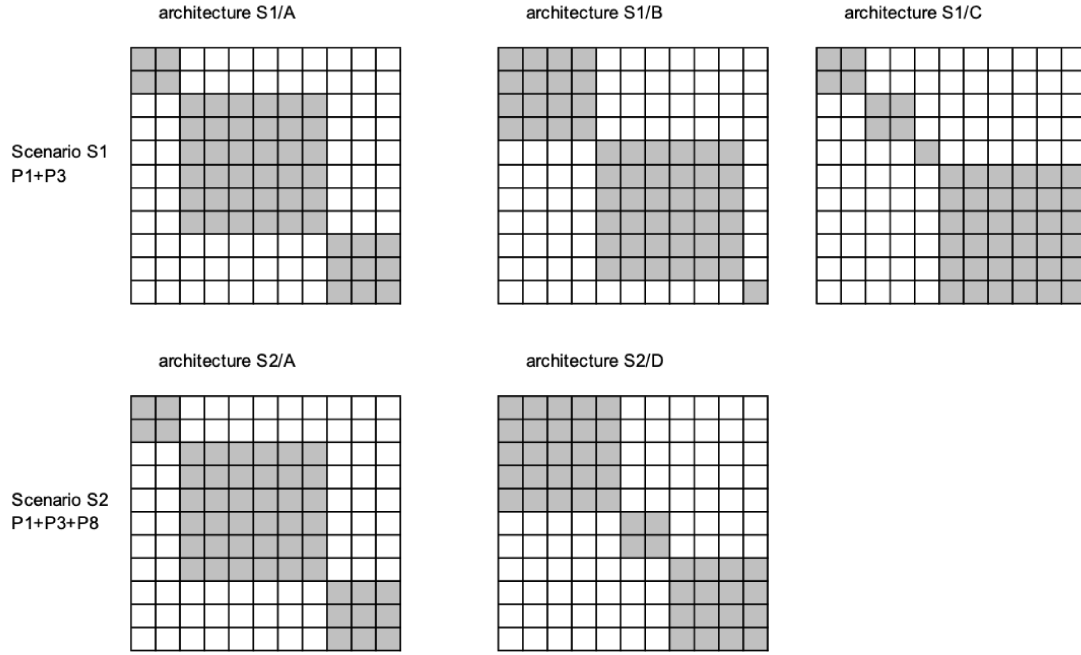 architecture S1/A
architecture S1/B
architecture S1/C
Scenario S1
P1+P3
architecture S2/A
architecture S2/D
Scenario S2
P1+P3+P8